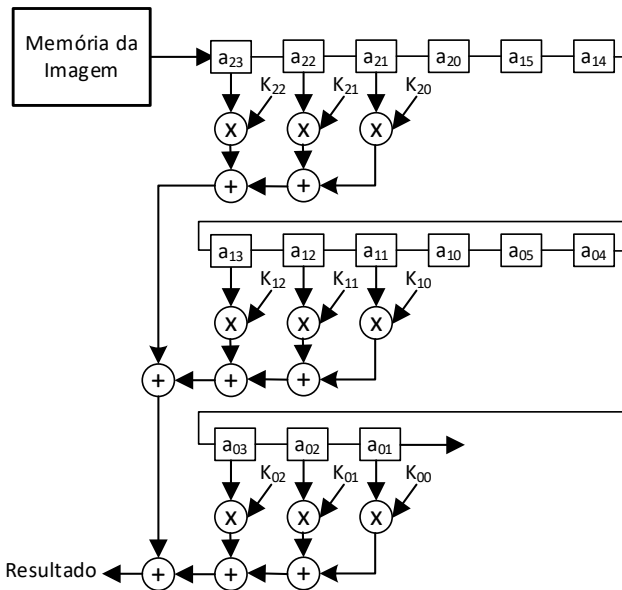 Memória da
Imagem
a23 a22 a21 a20 a15 a14
K22 K21 K20
x x x
+ +
a13 a12 a11 a10 a05 a04
K12 K11 K10
x x x
+ + +
a03 a02 a01
K02 K01 K00
x x x
Resultado + + +